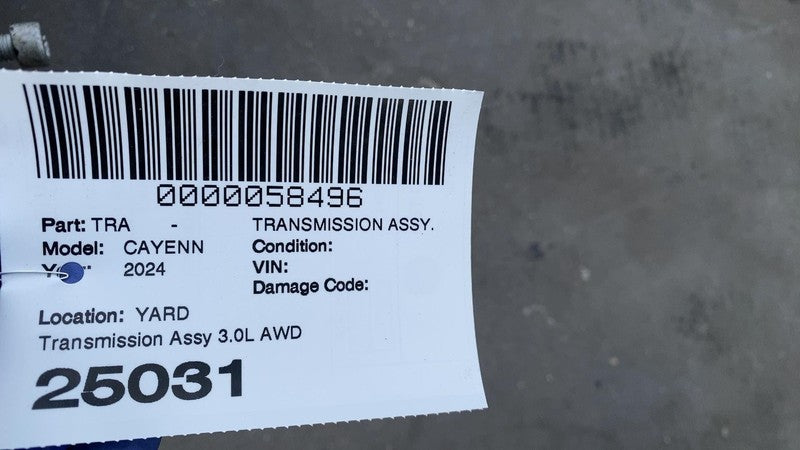 0000058496
Part: TRA - TRANSMISSION ASSY.
Model: CAYENN Condition:
2024 VIN:
Damage Code:
Location: YARD
Transmission Assy 3.0L AWD
25031